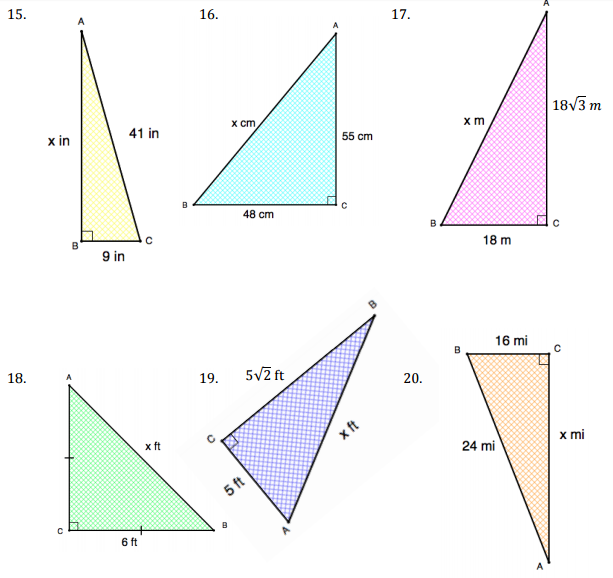 15.
A
x in
41 in
B
C
9 in
16.
A
x cm
55 cm
B
C
48 cm
17.
A
x m
18√3 m
B
C
18 m
18.
A
x ft
C
B
6 ft
19.
5√2 ft
B
C
x ft
5 ft
A
20.
16 mi
B
C
24 mi
x mi
A